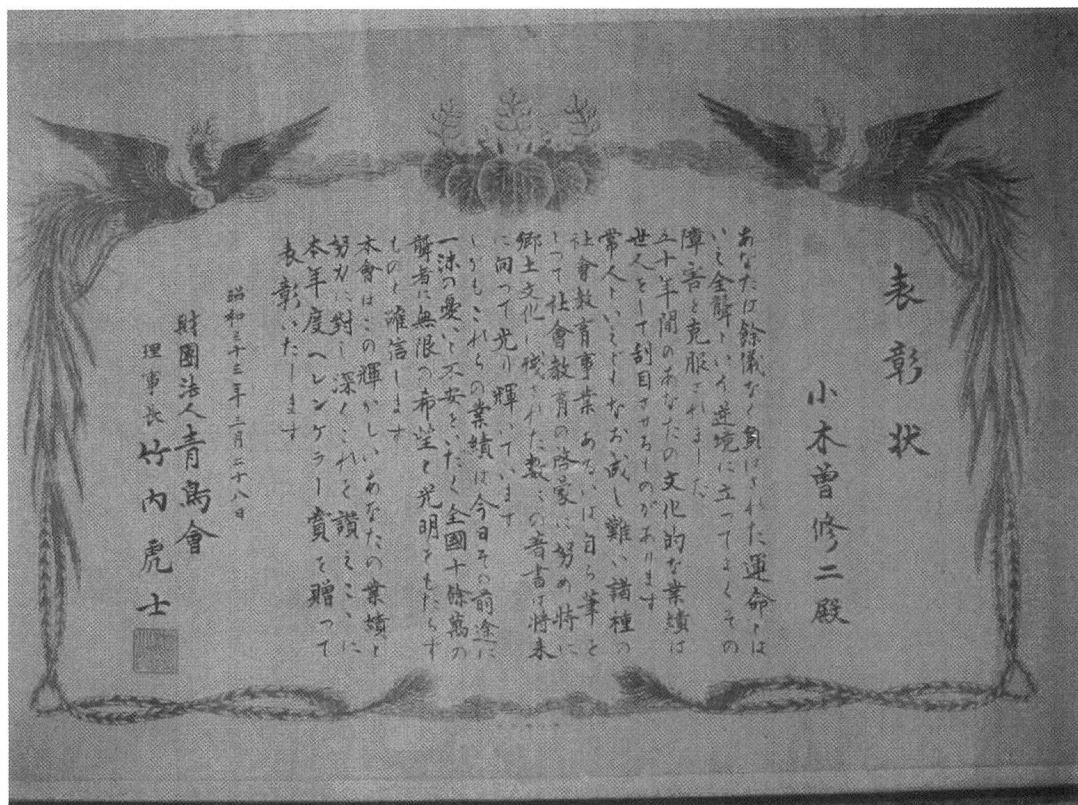 表彰状
小木曽修二殿
あなたは餘儀なく負はされた運命とは
いえ全聾という逆境に立ってよくその
障害を克服されました
五十年間のあなたの文化的な業績は
世人をして刮目させるものがあります
常人といえどもなお成し難い諸種の
社會教育事業あるいは自ら筆を
とって社會教育の啓蒙に努め特に
郷土文化に残された数々の著書は将来
に向って光り輝いています
しかもこれらの業績は今日その前途に
一沫の憂いと不安をいだく全國十餘萬の
聾者に無限の希望と光明をもたらす
ものと確信します
本會はこの輝かしいあなたの業績と
努力に對し深くこれを讃えここに
本年度ヘレンケラー賞を贈って
表彰いたします
昭和三十三年三月二十八日
財團法人青鳥會
理事長 竹内虎士